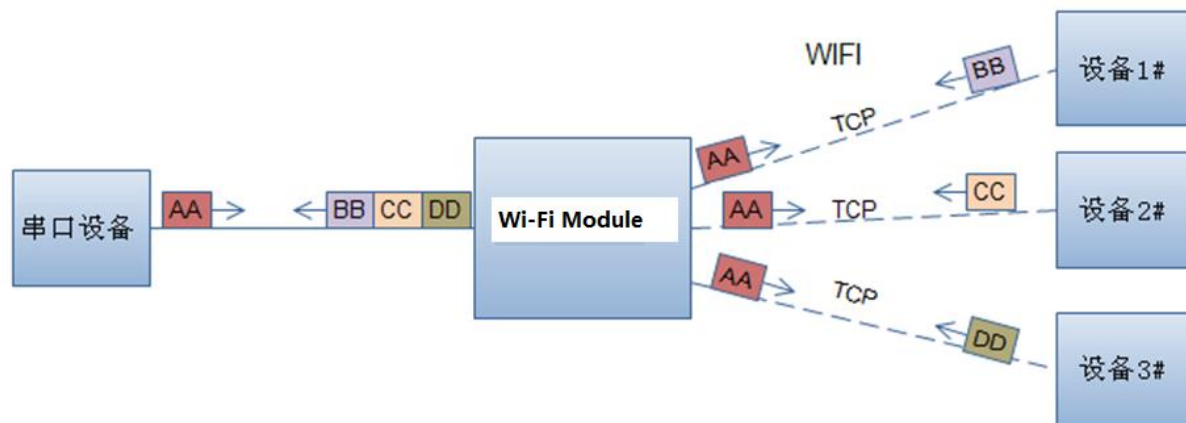 WIFI
设备1#
BB
TCP
AA
串口设备
AA
BB CC DD
Wi-Fi Module
AA
TCP
CC
设备2#
AA
TCP
DD
设备3#